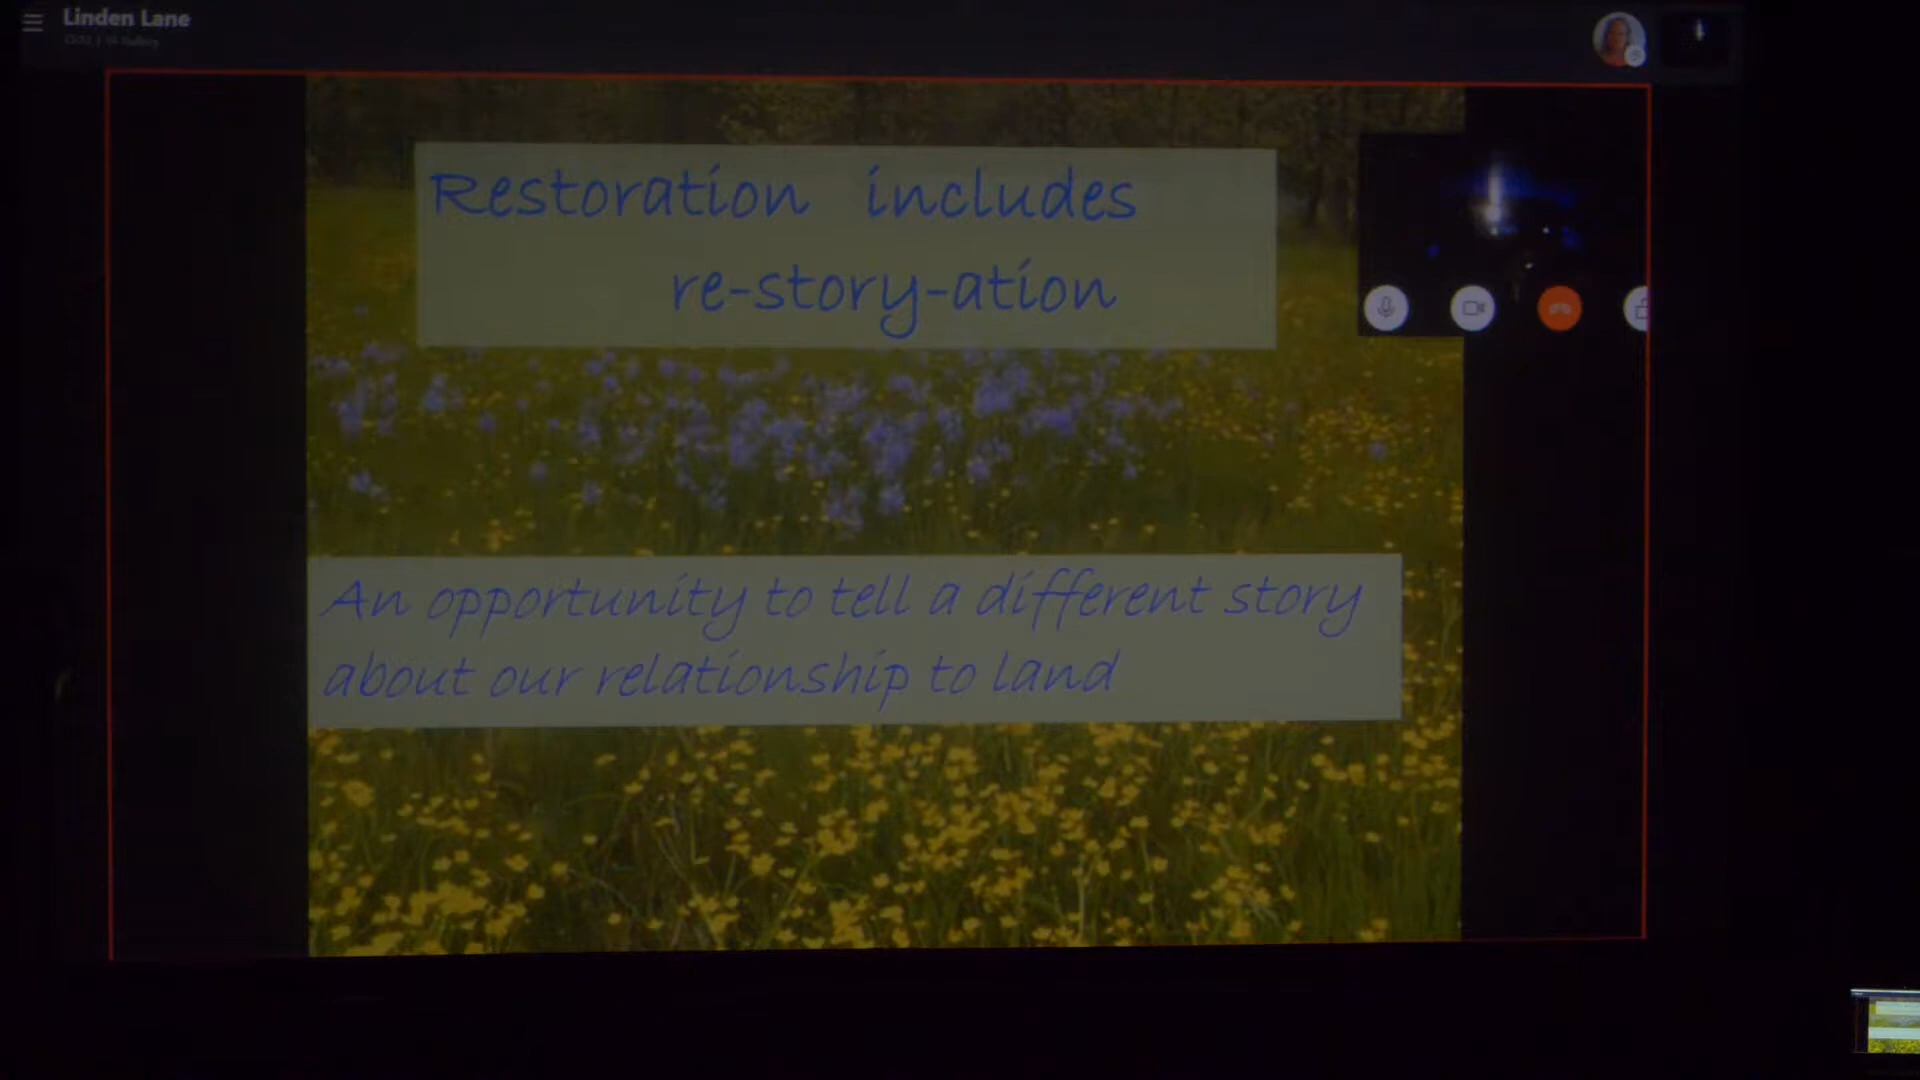 Linden Lane
Restoration includes
re-story-ation
An opportunity to tell a different story
about our relationship to land